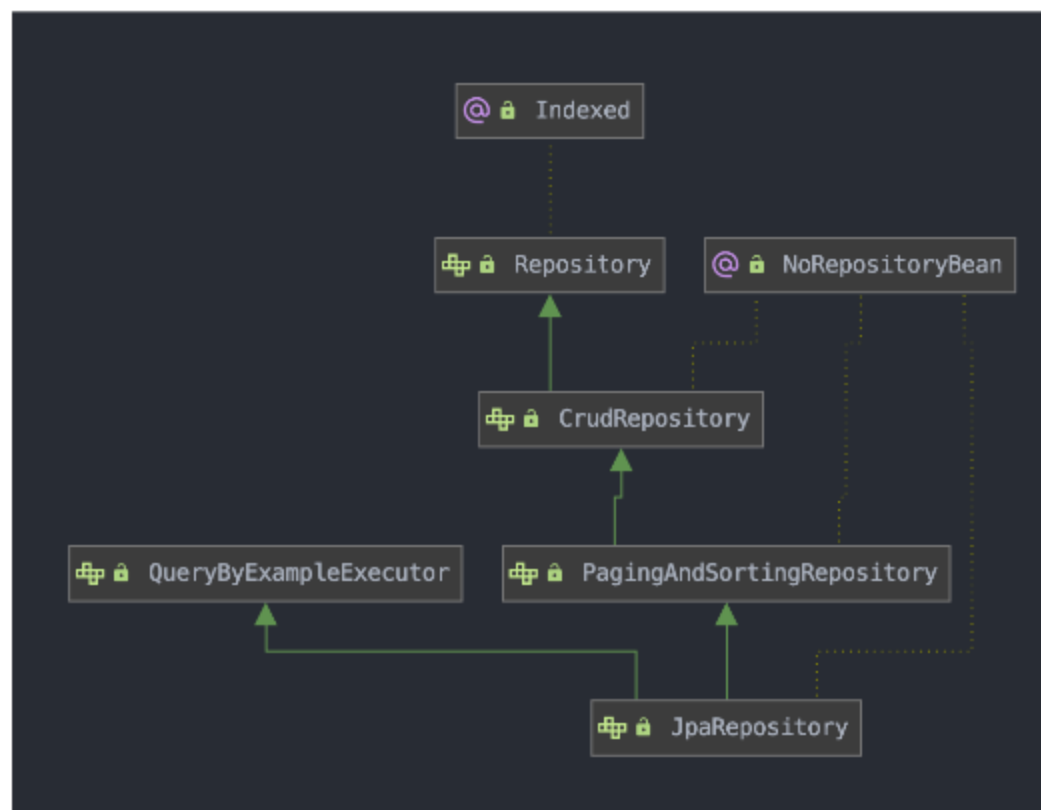 Indexed
Repository
NoRepositoryBean
CrudRepository
QueryByExampleExecutor
PagingAndSortingRepository
JpaRepository